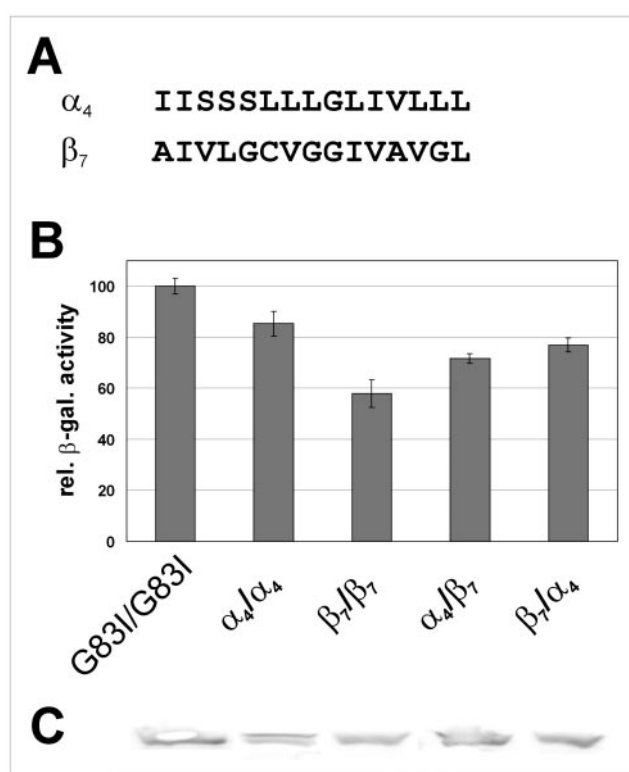 A
α4 IISSSLLLGLIVLLL
β7 AIVLGCVGGIVAVGL
B
rel. β-gal. activity
100
80
60
40
20
0
G83I/G83I α4/α4 β7/β7 α4/β7 β7/α4
C